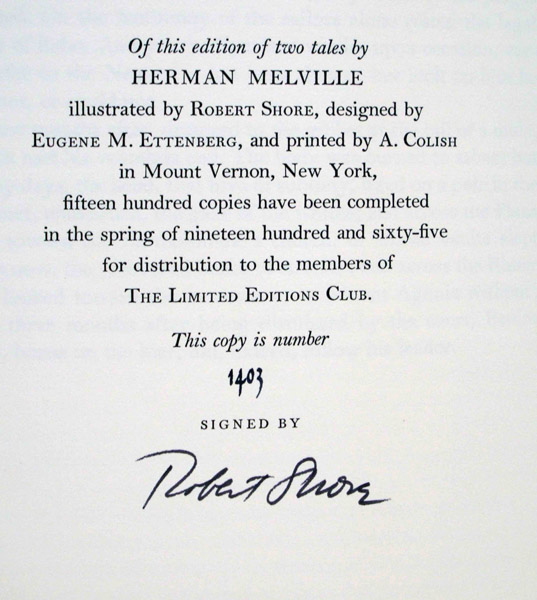 Of this edition of two tales by
HERMAN MELVILLE
illustrated by ROBERT SHORE, designed by
EUGENE M. ETTENBERG, and printed by A. COLISH
in Mount Vernon, New York,
fifteen hundred copies have been completed
in the spring of nineteen hundred and sixty-five
for distribution to the members of
THE LIMITED EDITIONS CLUB.
This copy is number
1403
SIGNED BY
Robert Shore